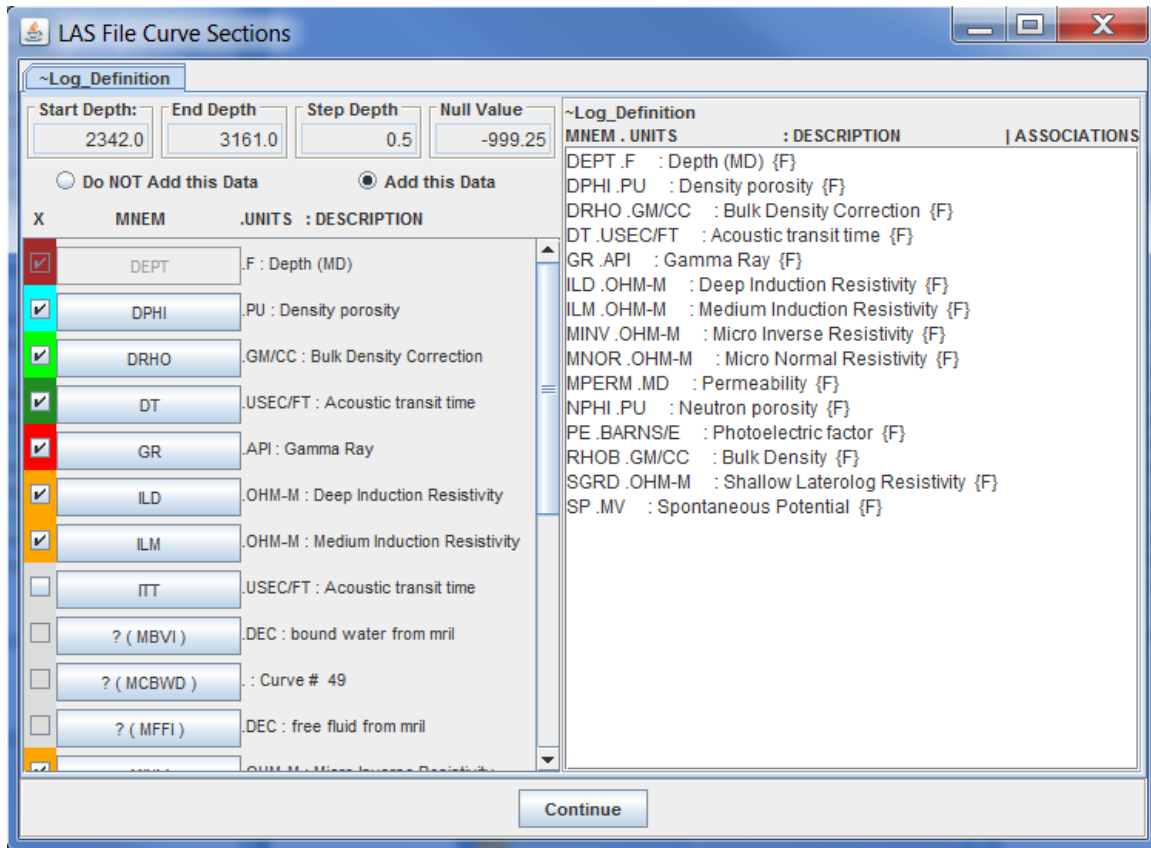 LAS File Curve Sections
~Log_Definition
Start Depth: End Depth Step Depth Null Value
2342.0 3161.0 0.5 -999.25
Do NOT Add this Data Add this Data
X MNEM .UNITS : DESCRIPTION
DEPT .F : Depth (MD)
DPHI .PU : Density porosity
DRHO .GM/CC : Bulk Density Correction
DT .USEC/FT : Acoustic transit time
GR .API : Gamma Ray
ILD .OHM-M : Deep Induction Resistivity
ILM .OHM-M : Medium Induction Resistivity
ITT .USEC/FT : Acoustic transit time
? ( MBVI ) .DEC : bound water from mril
? ( MCBWD ) . : Curve # 49
? ( MFFI ) .DEC : free fluid from mril
~Log_Definition
MNEM . UNITS : DESCRIPTION | ASSOCIATIONS
DEPT .F : Depth (MD) {F}
DPHI .PU : Density porosity {F}
DRHO .GM/CC : Bulk Density Correction {F}
DT .USEC/FT : Acoustic transit time {F}
GR .API : Gamma Ray {F}
ILD .OHM-M : Deep Induction Resistivity {F}
ILM .OHM-M : Medium Induction Resistivity {F}
MINV .OHM-M : Micro Inverse Resistivity {F}
MNOR .OHM-M : Micro Normal Resistivity {F}
MPERM .MD : Permeability {F}
NPHI .PU : Neutron porosity {F}
PE .BARNS/E : Photoelectric factor {F}
RHOB .GM/CC : Bulk Density {F}
SGRD .OHM-M : Shallow Laterolog Resistivity {F}
SP .MV : Spontaneous Potential {F}
Continue